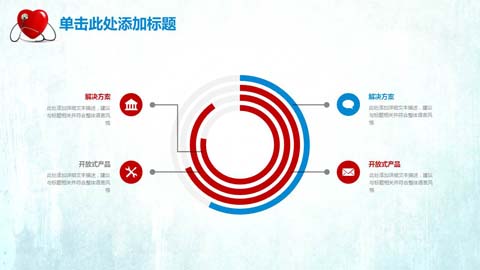 单击此处添加标题
解决方案
此处添加详细文本描述，建以
与标题相关并符合整体语言风
格
解决方案
此处添加详细文本描述，建议
与标题相关并符合整体语言风
格
开放式产品
此处添加详细文本描述，建以
与标题相关并符合整体语言风
格
开放式产品
此处添加详细文本描述，建以
与标题相关并符合整体语言风
格